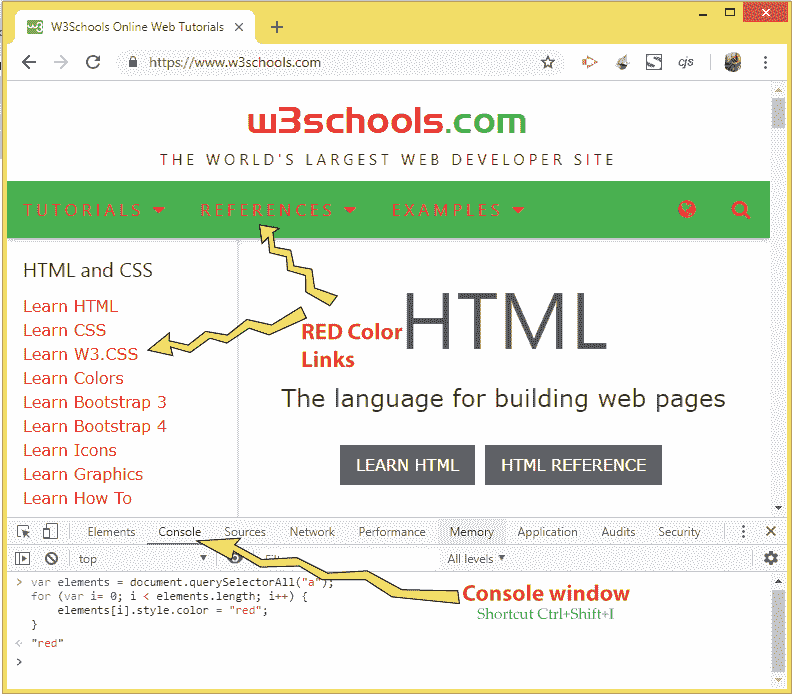 W3Schools Online Web Tutorials
https://www.w3schools.com
cjs
w3schools.com
THE WORLD'S LARGEST WEB DEVELOPER SITE
TUTORIALS REFERENCES EXAMPLES
HTML and CSS
Learn HTML
Learn CSS
Learn W3.CSS
Learn Colors
Learn Bootstrap 3
Learn Bootstrap 4
Learn Icons
Learn Graphics
Learn How To
RED Color
Links
HTML
The language for building web pages
LEARN HTML HTML REFERENCE
Elements Console Sources Network Performance Memory Application Audits Security
top All levels
> var elements = document.querySelectorAll("a");
for (var i= 0; i < elements.length; i++) {
elements[i].style.color = "red";
}
< "red"
>
Console window
Shortcut Ctrl+Shift+I